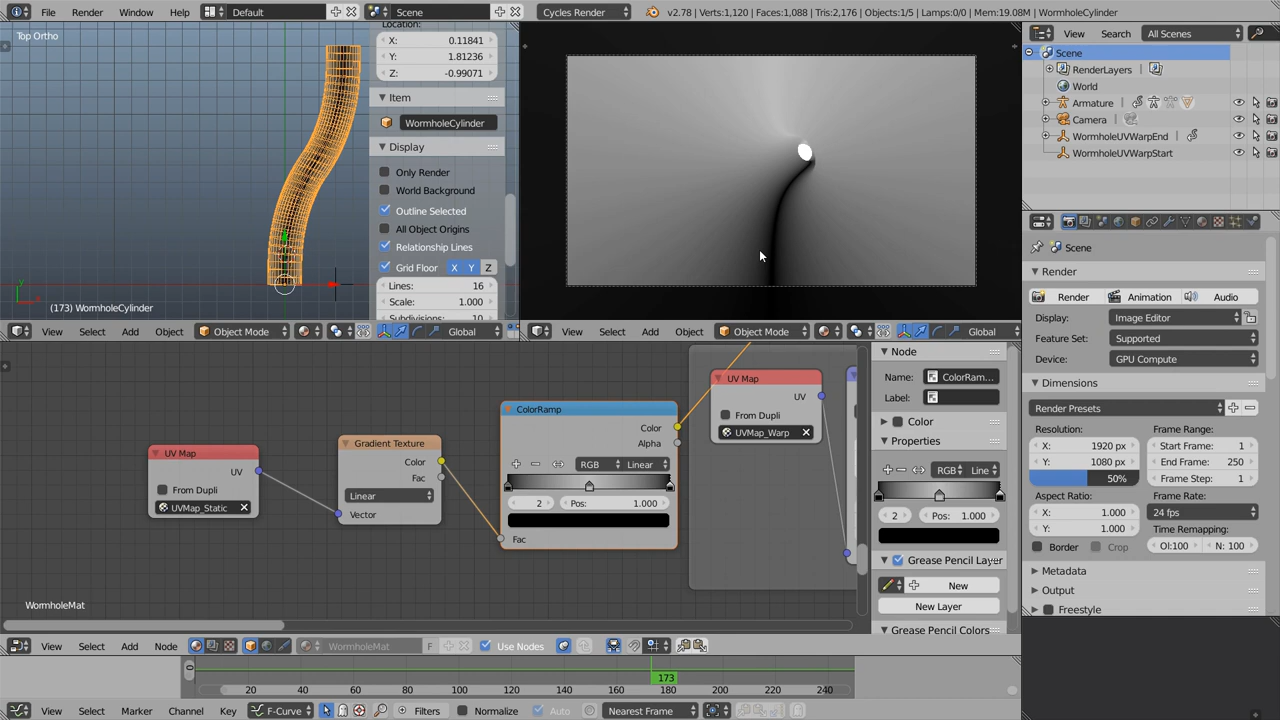 File Render Window Help Default Scene Cycles Render v2.78 | Verts:1,120 | Faces:1,088 | Tris:2,176 | Objects:1/5 | Lamps:0/0 | Mem:19.08M | WormholeCylinder
Top Ortho
Location:
X: 0.11841
Y: 1.81236
Z: -0.99071
Item
WormholeCylinder
Display
Only Render
World Background
Outline Selected
All Object Origins
Relationship Lines
Grid Floor X Y Z
Lines: 16
Scale: 1.000
Subdivisions: 10
(173) WormholeCylinder
View Select Add Object Object Mode Global
View Select Add Object Object Mode Global
View Search All Scenes
Scene
RenderLayers
World
Armature
Camera
WormholeUVWarpEnd
WormholeUVWarpStart
Scene
Render
Render Animation Audio
Display: Image Editor
Feature Set: Supported
Device: GPU Compute
Dimensions
Render Presets
Resolution: Frame Range:
X: 1920 px Start Frame: 1
Y: 1080 px End Frame: 250
50% Frame Step: 1
Aspect Ratio: Frame Rate:
X: 1.000 24 fps
Y: 1.000 Time Remapping:
Border Crop Ol:100 N: 100
Metadata
Output
Freestyle
UV Map
UV
From Dupli
UVMap_Static
Gradient Texture
Color
Fac
Linear
Vector
ColorRamp
Color
Alpha
RGB Linear
2 Pos: 1.000
Fac
UV Map
UV
From Dupli
UVMap_Warp
Node
Name: ColorRam...
Label:
Color
Properties
RGB Line
2 Pos: 1.000
Grease Pencil Layer
New
New Layer
Grease Pencil Colors
WormholeMat
View Select Add Node WormholeMat F Use Nodes
0
173
20 40 60 80 100 120 140 160 180 200 220 240
View Select Marker Channel Key F-Curve Filters Normalize Auto Nearest Frame